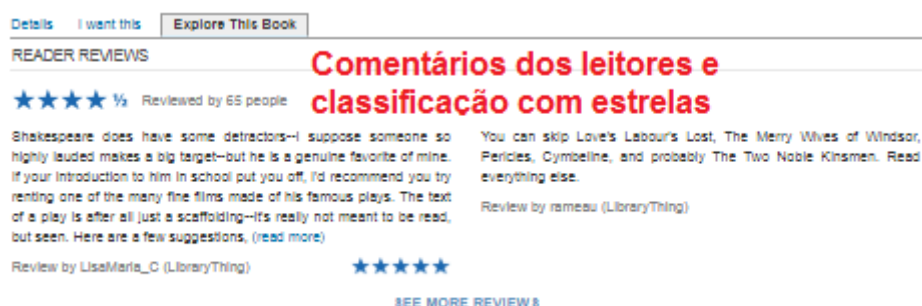 Details I want this Explore This Book
READER REVIEWS
Comentários dos leitores e
classificação com estrelas
½ Reviewed by 65 people
Shakespeare does have some detractors--I suppose someone so
highly lauded makes a big target--but he is a genuine favorite of mine.
If your introduction to him in school put you off, I'd recommend you try
renting one of the many fine films made of his famous plays. The text
of a play is after all just a scaffolding--it's really not meant to be read,
but seen. Here are a few suggestions, (read more)
Review by LisaMaria_C (LibraryThing)
You can skip Love's Labour's Lost, The Merry Wives of Windsor,
Pericles, Cymbeline, and probably The Two Noble Kinsmen. Read
everything else.
Review by rameau (LibraryThing)
SEE MORE REVIEWS